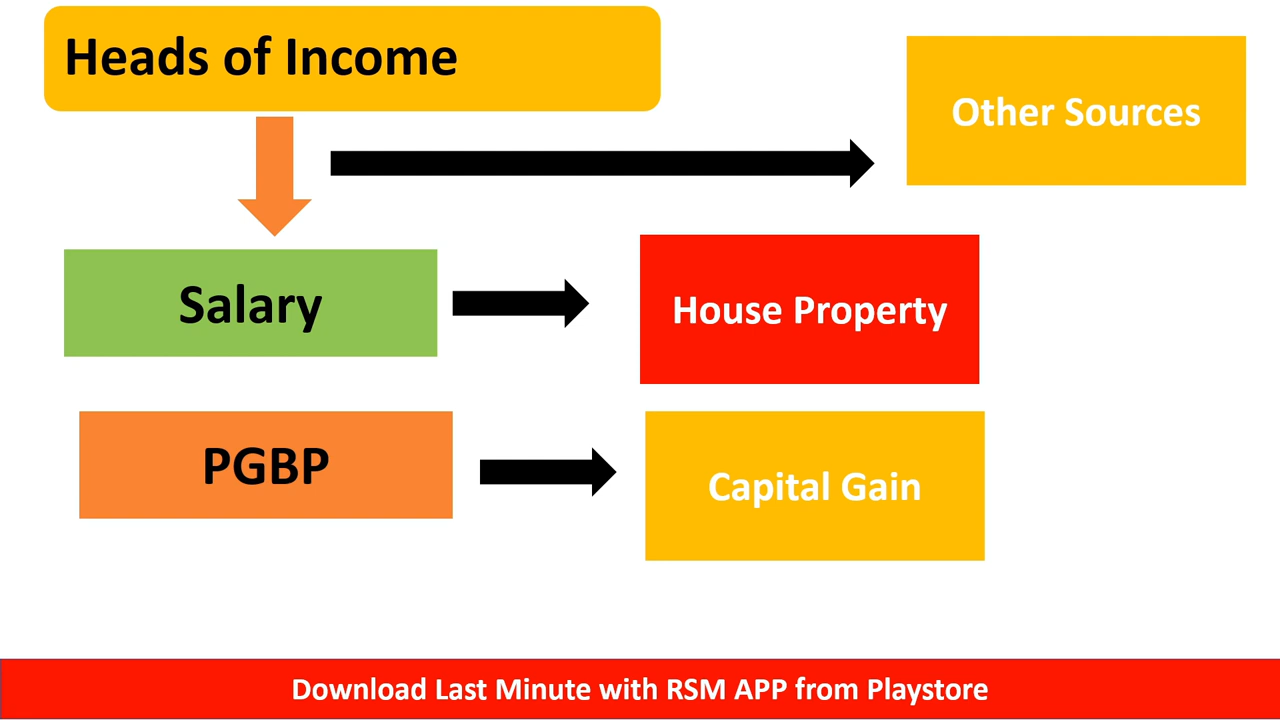 Heads of Income
Other Sources
Salary
House Property
PGBP
Capital Gain
Download Last Minute with RSM APP from Playstore